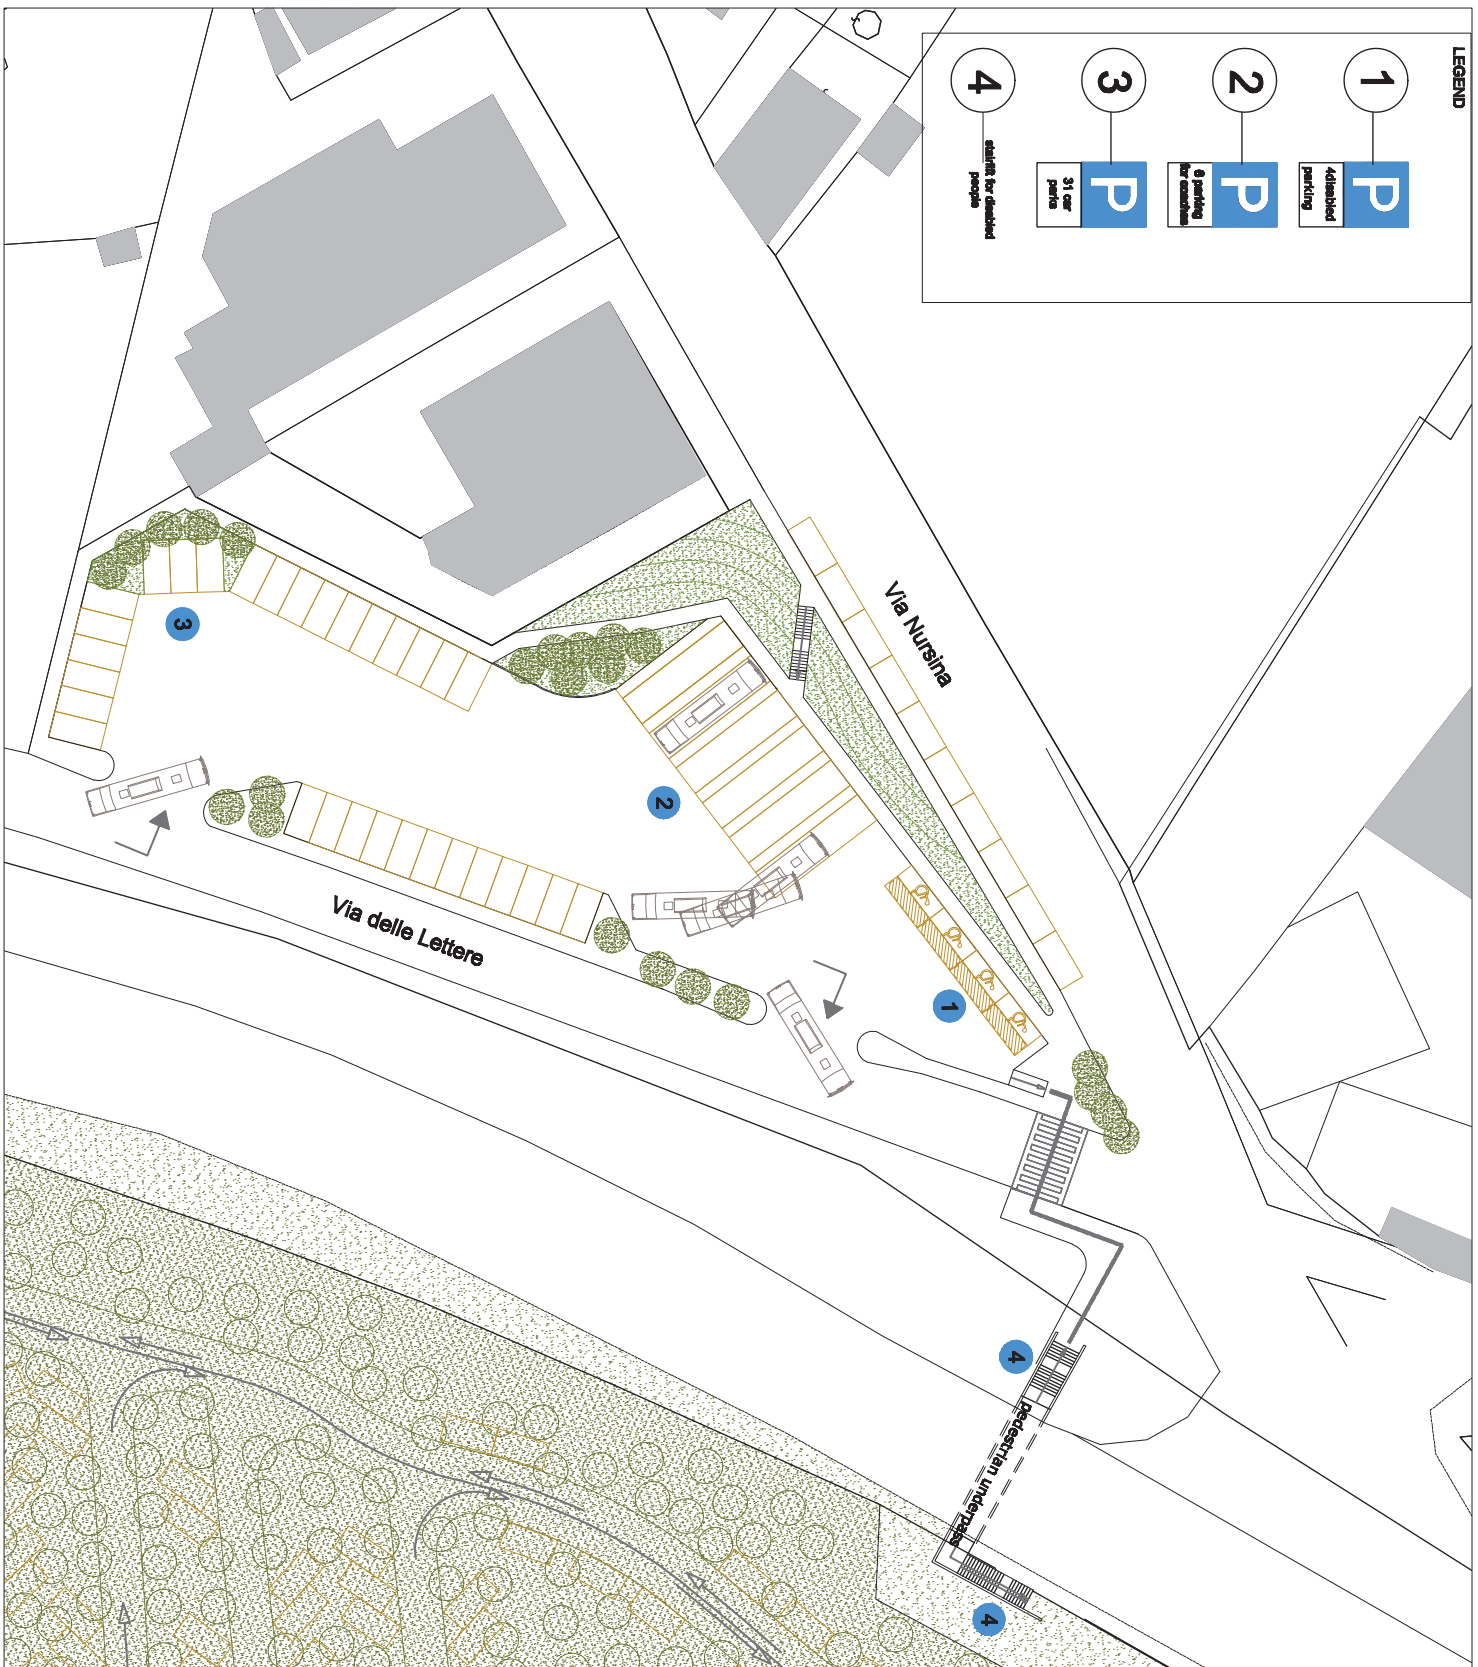 LEGEND
1
P
4disabled
parking
2
P
6 parking
for coaches
3
P
31 car
parks
4
stairlift for disabled
people
Via Nursina
3
2
Via delle Lettere
1
4
pedestrian underpass
4